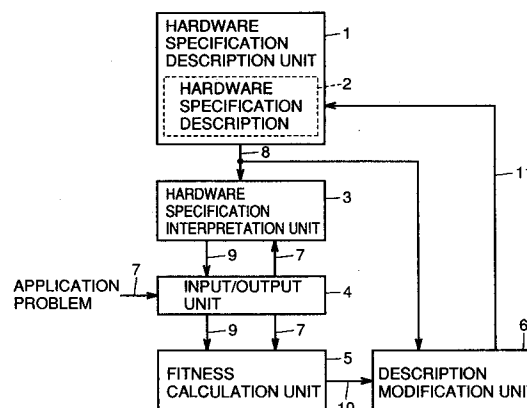 HARDWARE
SPECIFICATION
DESCRIPTION UNIT
1
2
HARDWARE
SPECIFICATION
DESCRIPTION
8
11
HARDWARE
SPECIFICATION
INTERPRETATION UNIT
3
9
7
7
APPLICATION
PROBLEM
INPUT/OUTPUT
UNIT
4
9
7
5
6
FITNESS
CALCULATION UNIT
DESCRIPTION
MODIFICATION UNIT
10